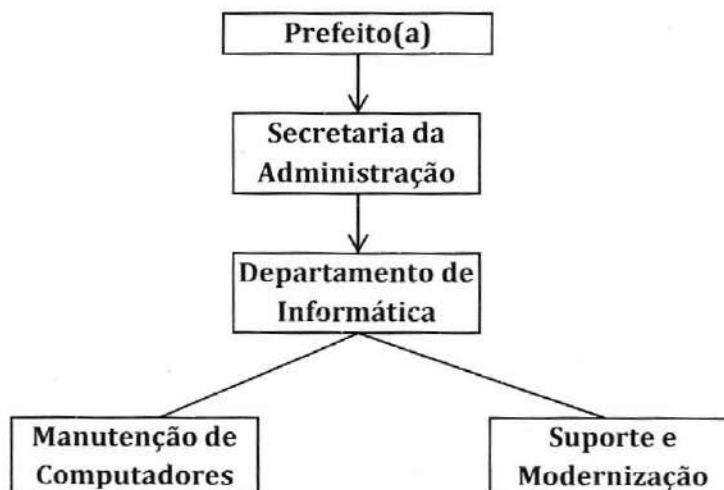 Prefeito(a)
Secretaria da
Administração
Departamento de
Informática
Manutenção de
Computadores
Suporte e
Modernização